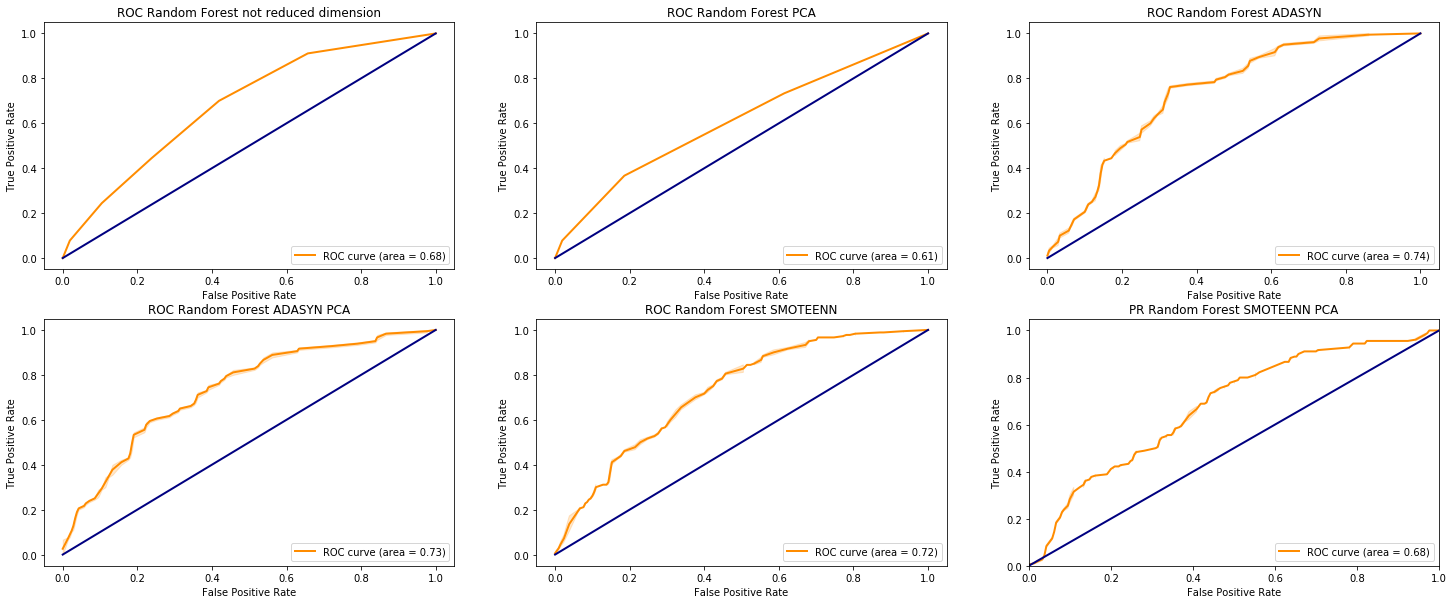 ROC Random Forest not reduced dimension
1.0
0.8
0.6
0.4
0.2
0.0
True Positive Rate
ROC curve (area = 0.68)
0.0 0.2 0.4 0.6 0.8 1.0
False Positive Rate
ROC Random Forest PCA
1.0
0.8
0.6
0.4
0.2
0.0
True Positive Rate
ROC curve (area = 0.61)
0.0 0.2 0.4 0.6 0.8 1.0
False Positive Rate
ROC Random Forest ADASYN
1.0
0.8
0.6
0.4
0.2
0.0
True Positive Rate
ROC curve (area = 0.74)
0.0 0.2 0.4 0.6 0.8 1.0
False Positive Rate
ROC Random Forest ADASYN PCA
1.0
0.8
0.6
0.4
0.2
0.0
True Positive Rate
ROC curve (area = 0.73)
0.0 0.2 0.4 0.6 0.8 1.0
False Positive Rate
ROC Random Forest SMOTEENN
1.0
0.8
0.6
0.4
0.2
0.0
True Positive Rate
ROC curve (area = 0.72)
0.0 0.2 0.4 0.6 0.8 1.0
False Positive Rate
PR Random Forest SMOTEENN PCA
1.0
0.8
0.6
0.4
0.2
0.0
True Positive Rate
ROC curve (area = 0.68)
0.0 0.2 0.4 0.6 0.8 1.0
False Positive Rate